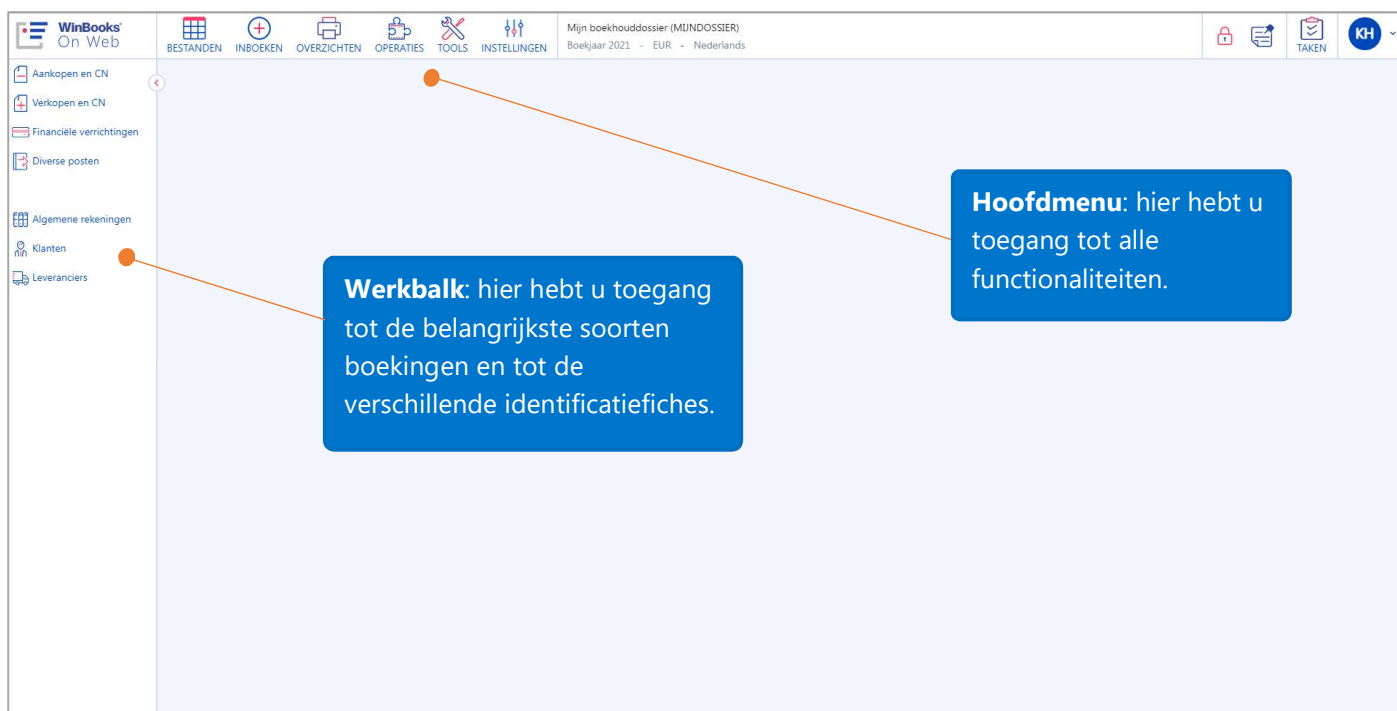 WinBooks
On Web
BESTANDEN INBOEKEN OVERZICHTEN OPERATIES TOOLS INSTELLINGEN
Mijn boekhouddossier (MIJNDOSSIER)
Boekjaar 2021 - EUR - Nederlands
TAKEN
KH
Aankopen en CN
Verkopen en CN
Financiële verrichtingen
Diverse posten
Algemene rekeningen
Klanten
Leveranciers
Hoofdmenu: hier hebt u
toegang tot alle
functionaliteiten.
Werkbalk: hier hebt u toegang
tot de belangrijkste soorten
boekingen en tot de
verschillende identificatiefiches.